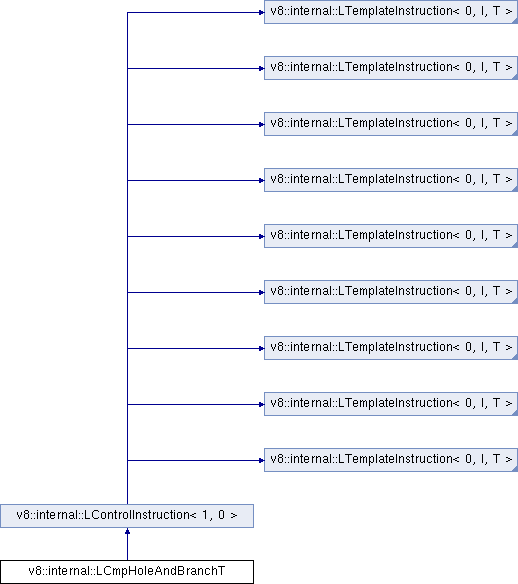 v8::internal::LTemplateInstruction< 0, I, T >
v8::internal::LTemplateInstruction< 0, I, T >
v8::internal::LTemplateInstruction< 0, I, T >
v8::internal::LTemplateInstruction< 0, I, T >
v8::internal::LTemplateInstruction< 0, I, T >
v8::internal::LTemplateInstruction< 0, I, T >
v8::internal::LTemplateInstruction< 0, I, T >
v8::internal::LTemplateInstruction< 0, I, T >
v8::internal::LTemplateInstruction< 0, I, T >
v8::internal::LControlInstruction< 1, 0 >
v8::internal::LCmpHoleAndBranchT